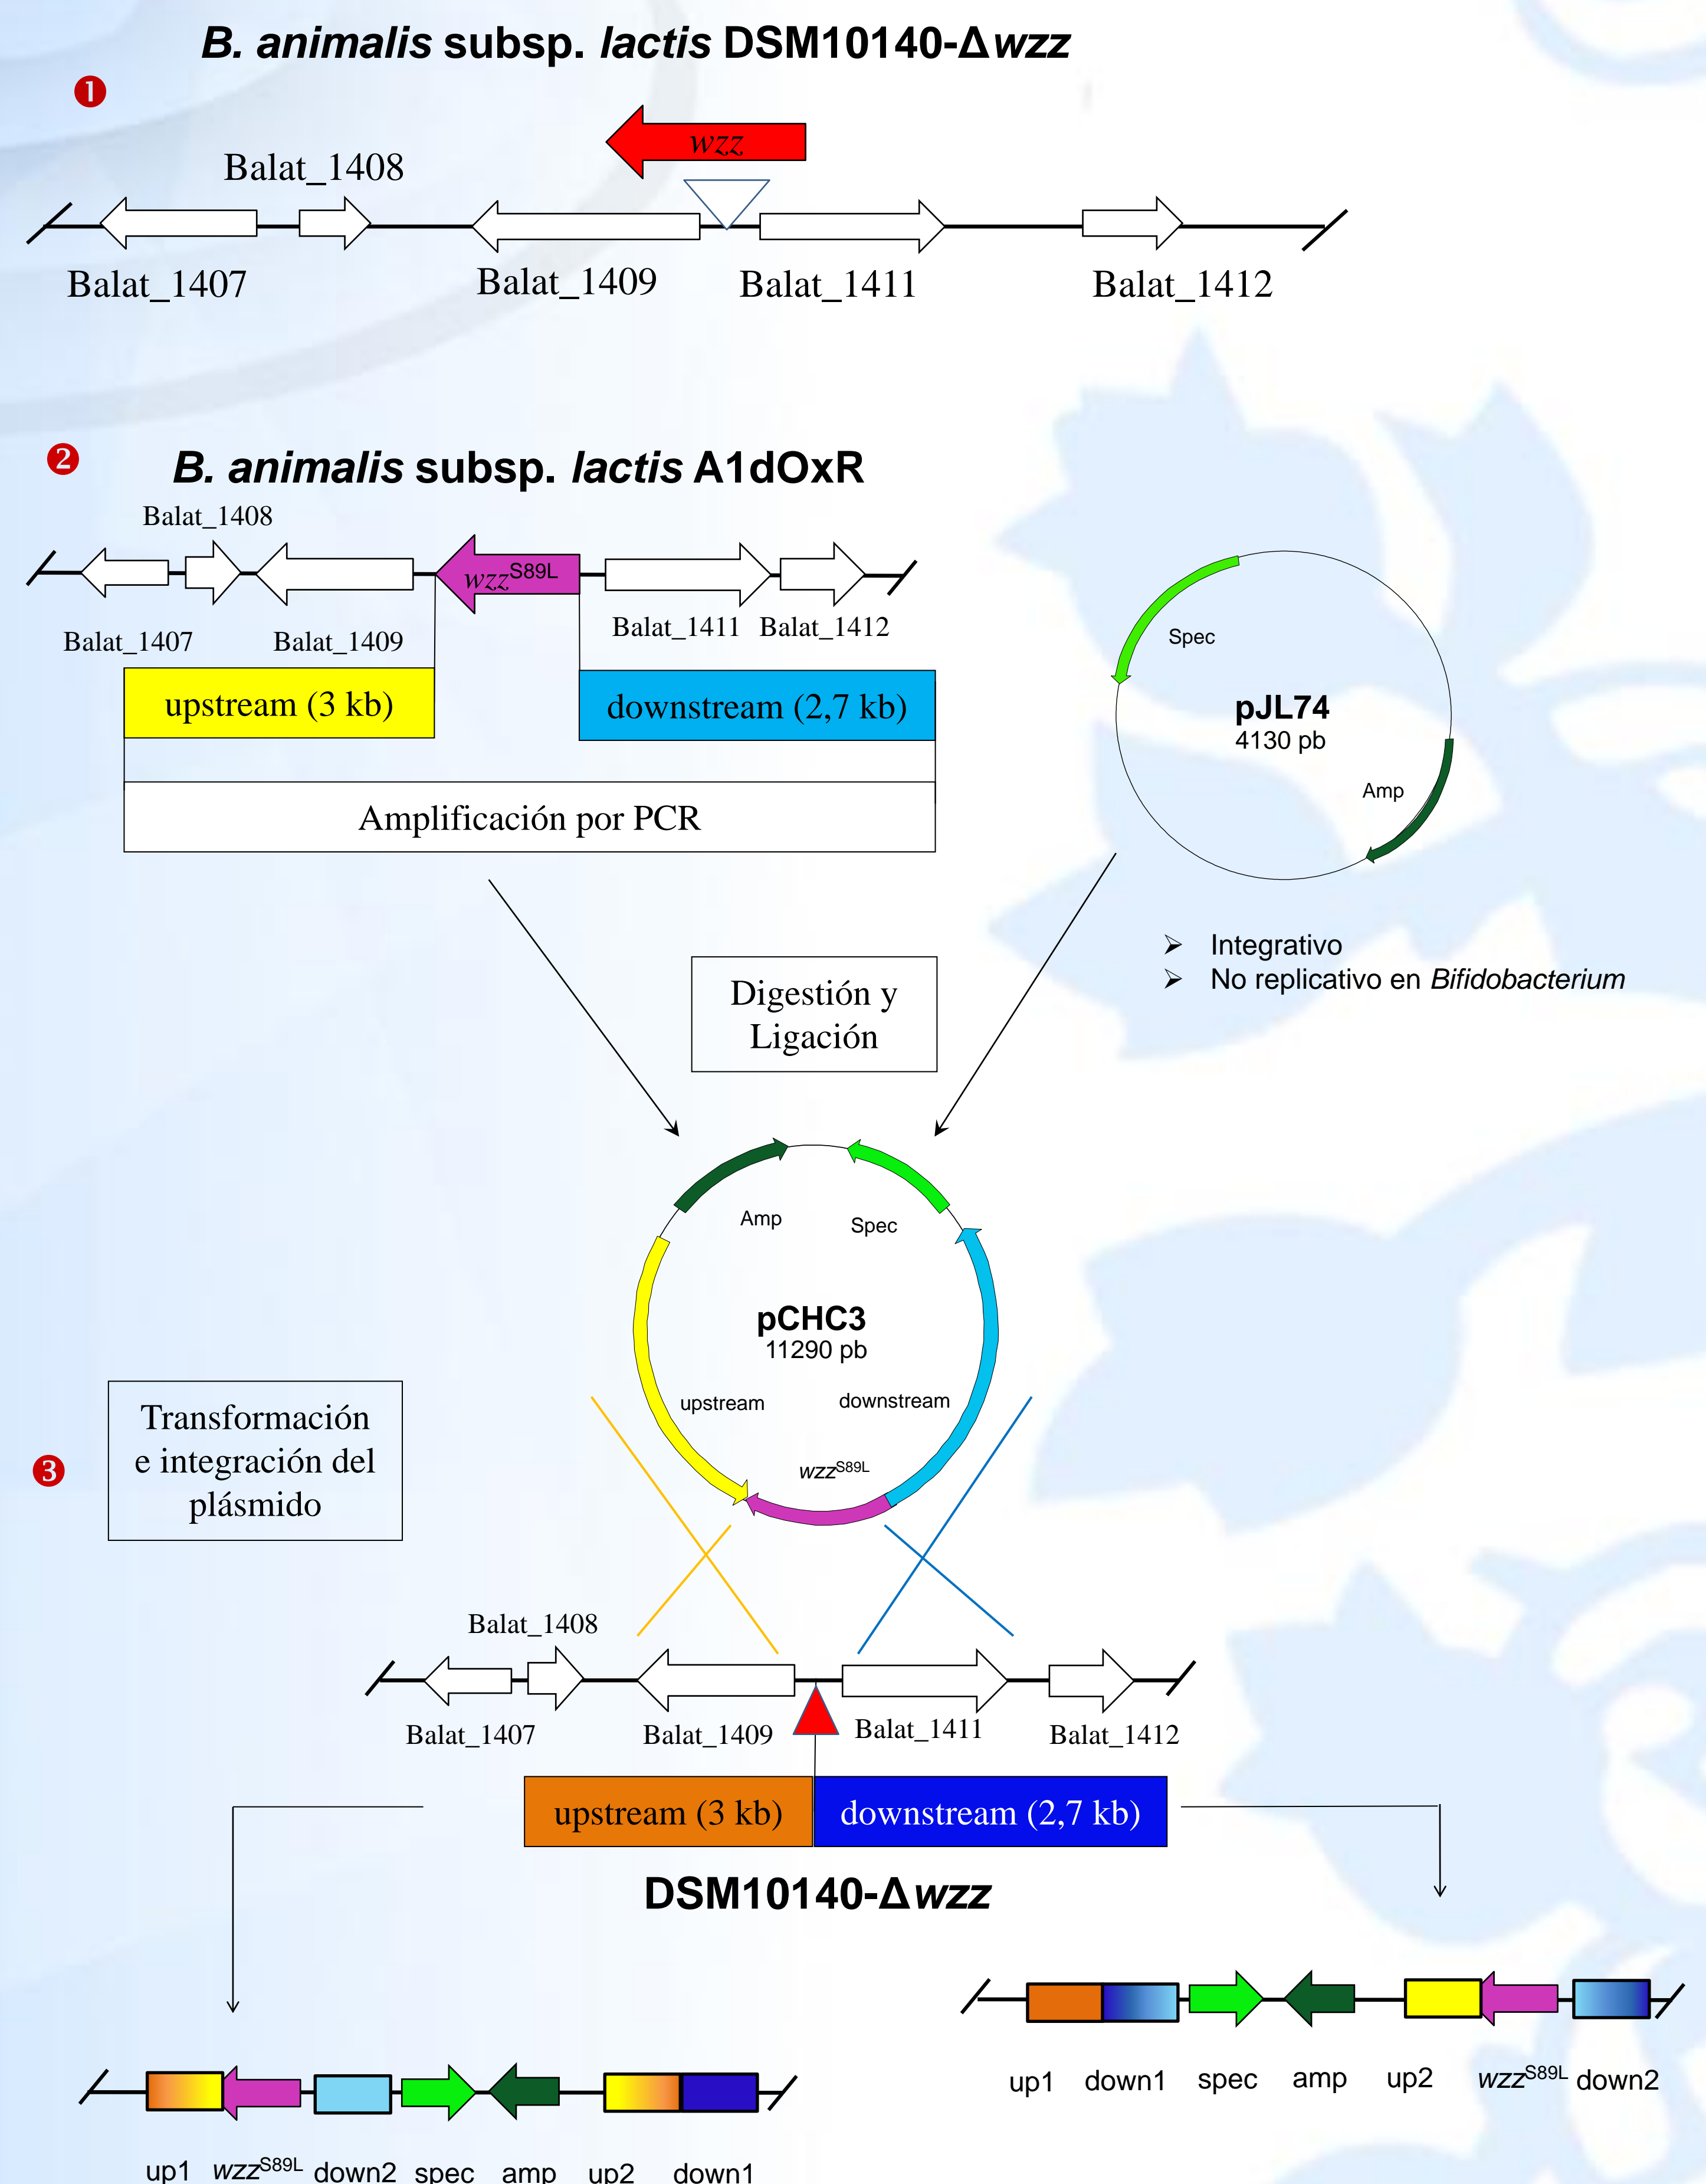 B. animalis subsp. lactis DSM10140-Δwzz
1
wzz
Balat_1408
Balat_1407
Balat_1409
Balat_1411
Balat_1412
2
B. animalis subsp. lactis A1dOxR
Balat_1408
wzzS89L
Balat_1407
Balat_1409
Balat_1411
Balat_1412
upstream (3 kb)
downstream (2,7 kb)
Amplificación por PCR
Spec
pJL74
4130 pb
Amp
➢ Integrativo
➢ No replicativo en Bifidobacterium
Digestión y
Ligación
Amp
Spec
pCHC3
11290 pb
upstream
downstream
wzzS89L
3
Transformación
e integración del
plásmido
Balat_1408
Balat_1407
Balat_1409
Balat_1411
Balat_1412
upstream (3 kb)
downstream (2,7 kb)
DSM10140-Δwzz
up1 down1 spec amp up2 wzzS89L down2
up1 wzzS89L down2 spec amp up2 down1